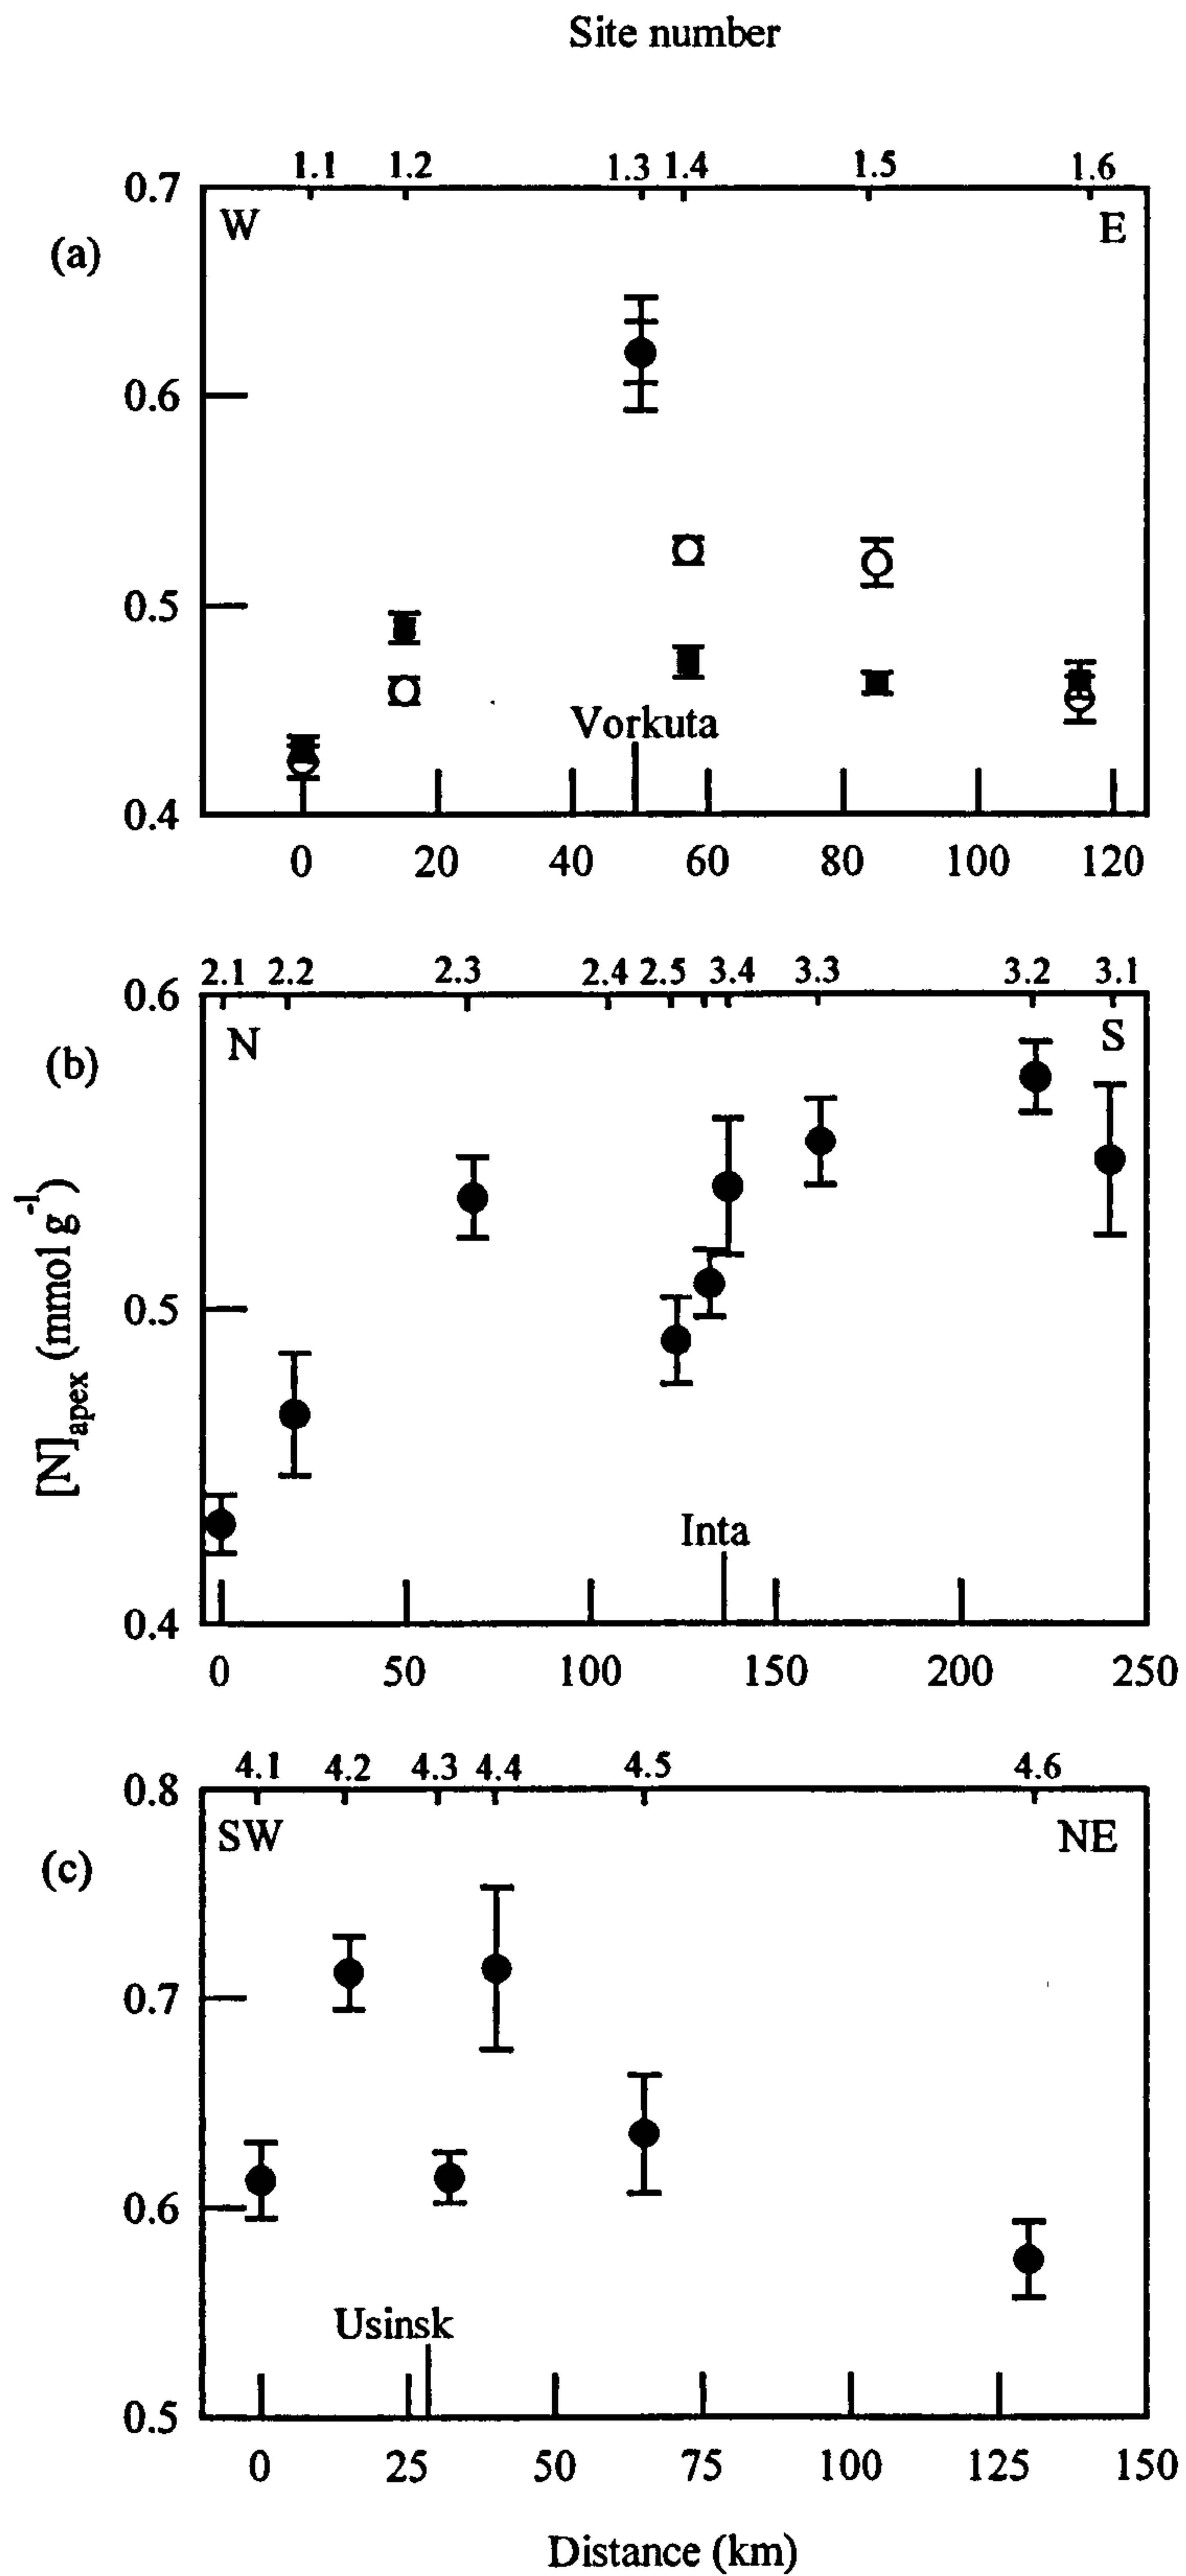 Site number
1.1 1.2 1.3 1.4 1.5 1.6
0.7
W E
(a)
0.6
0.5
Vorkuta
0.4
0 20 40 60 80 100 120
2.1 2.2 2.3 2.4 2.5 3.4 3.3 3.2 3.1
0.6
N S
(b)
0.5
[N]apex (mmol g-1)
Inta
0.4
0 50 100 150 200 250
4.1 4.2 4.3 4.4 4.5 4.6
0.8
SW NE
(c)
0.7
0.6
Usinsk
0.5
0 25 50 75 100 125 150
Distance (km)